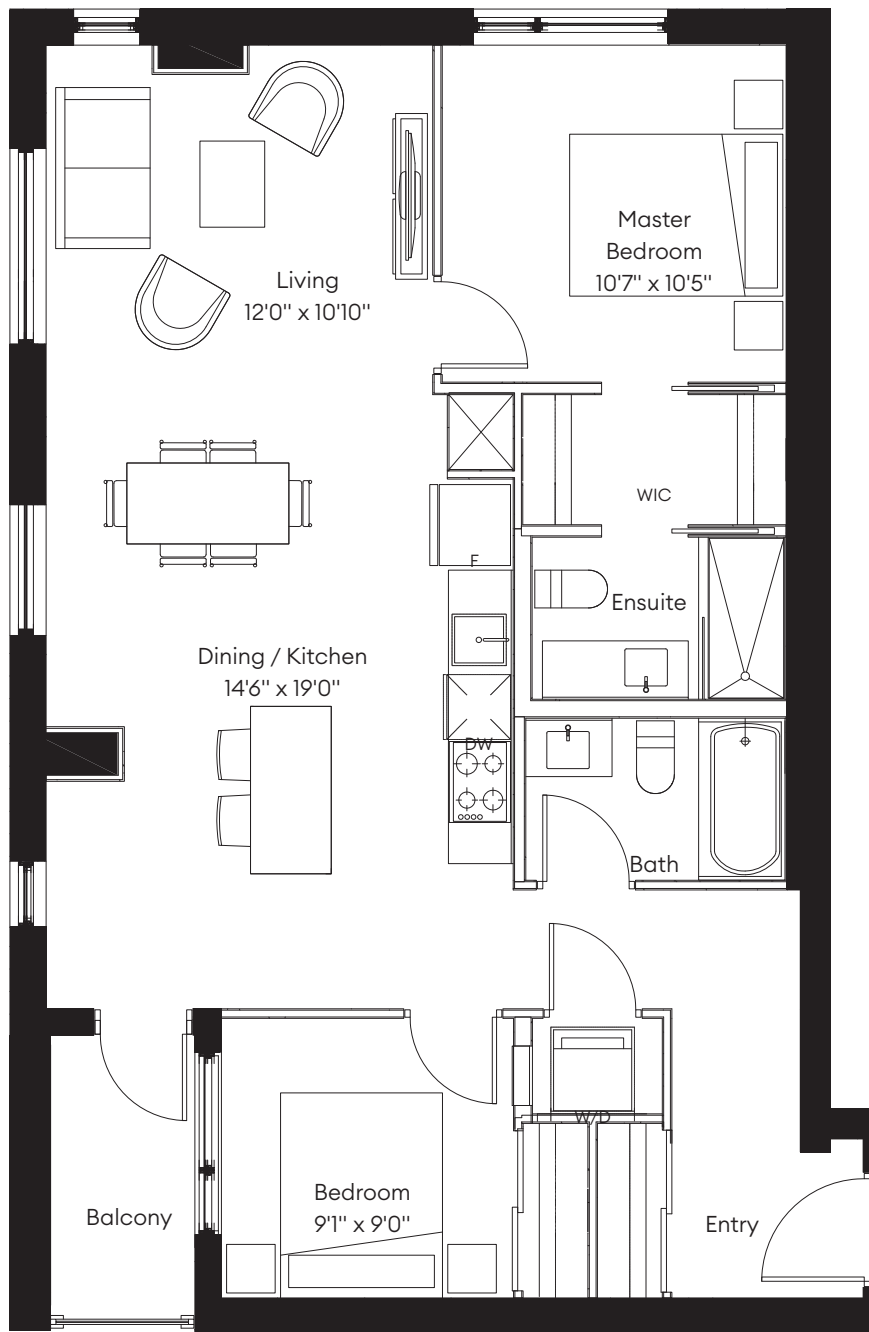 Master
Bedroom
10'7" x 10'5"
Living
12'0" x 10'10"
WIC
F
Ensuite
Dining / Kitchen
14'6" x 19'0"
DW
Bath
W/D
Bedroom
9'1" x 9'0"
Balcony
Entry